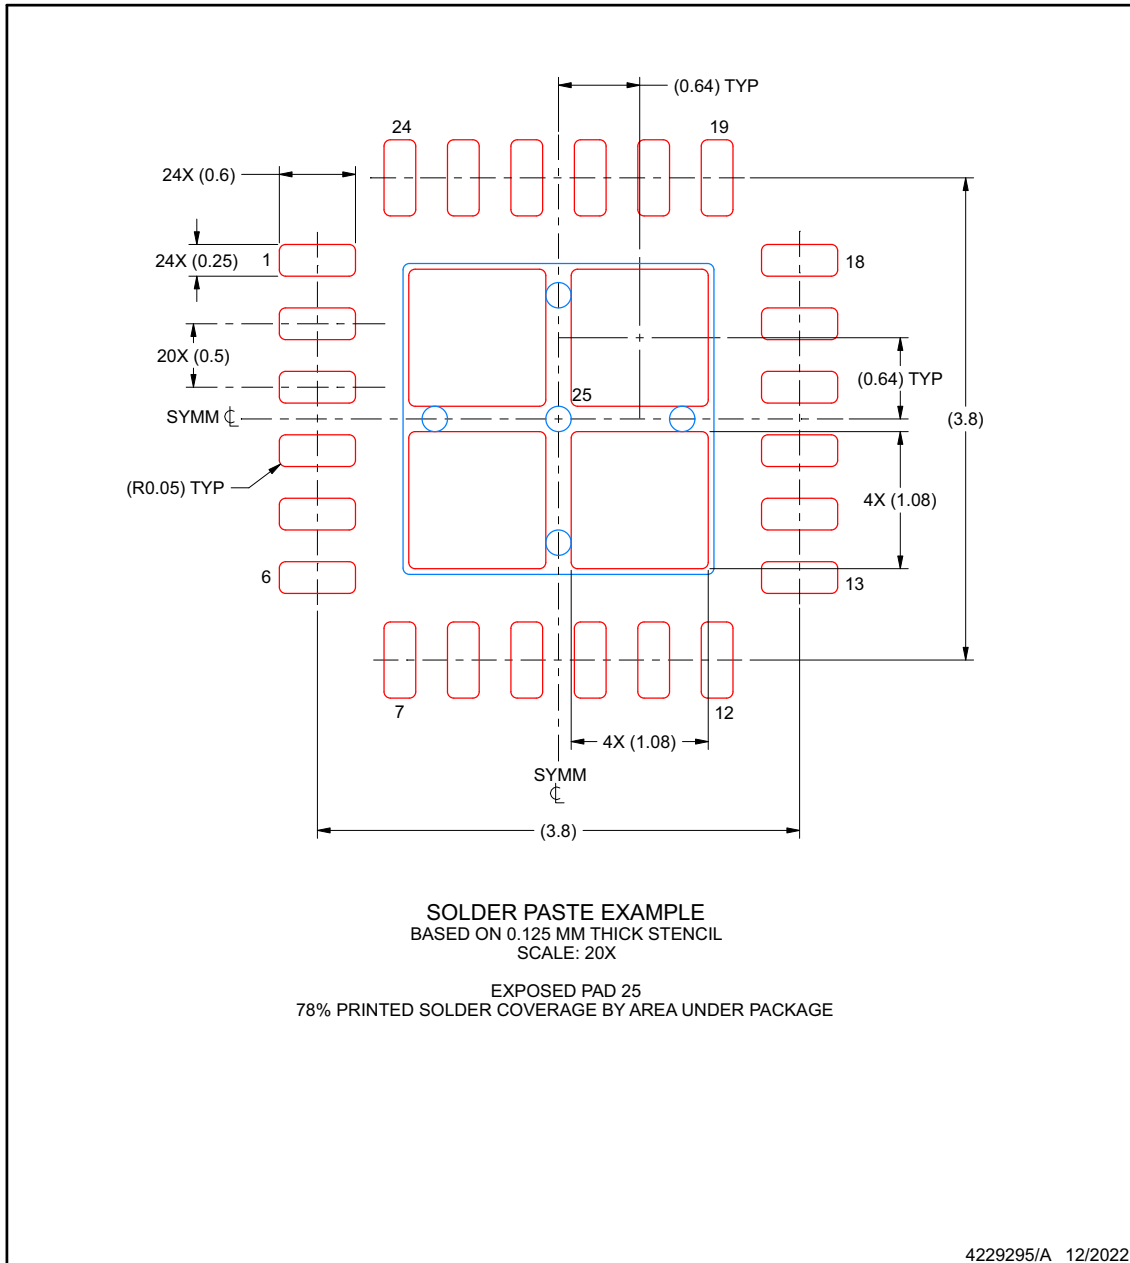 (0.64) TYP
24
19
24X (0.6)
24X (0.25)
1
18
20X (0.5)
(0.64) TYP
25
SYMM ℄
(3.8)
(R0.05) TYP
4X (1.08)
6
13
7
12
4X (1.08)
SYMM
℄
(3.8)
SOLDER PASTE EXAMPLE
BASED ON 0.125 MM THICK STENCIL
SCALE: 20X
EXPOSED PAD 25
78% PRINTED SOLDER COVERAGE BY AREA UNDER PACKAGE
4229295/A 12/2022